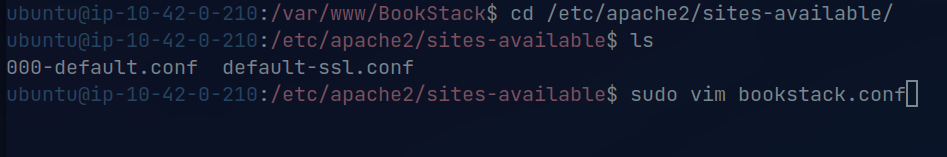 ubuntu@ip-10-42-0-210:/var/www/BookStack$ cd /etc/apache2/sites-available/
ubuntu@ip-10-42-0-210:/etc/apache2/sites-available$ ls
000-default.conf  default-ssl.conf
ubuntu@ip-10-42-0-210:/etc/apache2/sites-available$ sudo vim bookstack.conf